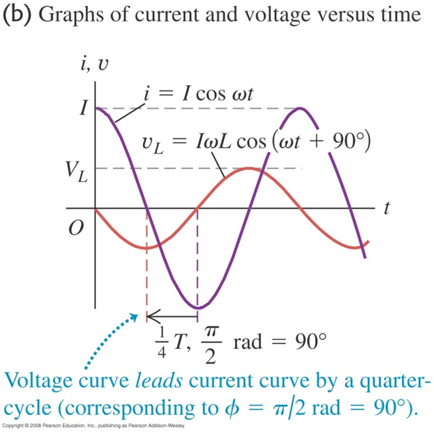 (b) Graphs of current and voltage versus time
i, v
i = I cos ωt
I
v_L = IωL cos (ωt + 90°)
V_L
t
O
1/4 T, π/2 rad = 90°
Voltage curve leads current curve by a quarter-
cycle (corresponding to ϕ = π/2 rad = 90°).
Copyright © 2008 Pearson Education, Inc., publishing as Pearson Addison-Wesley.